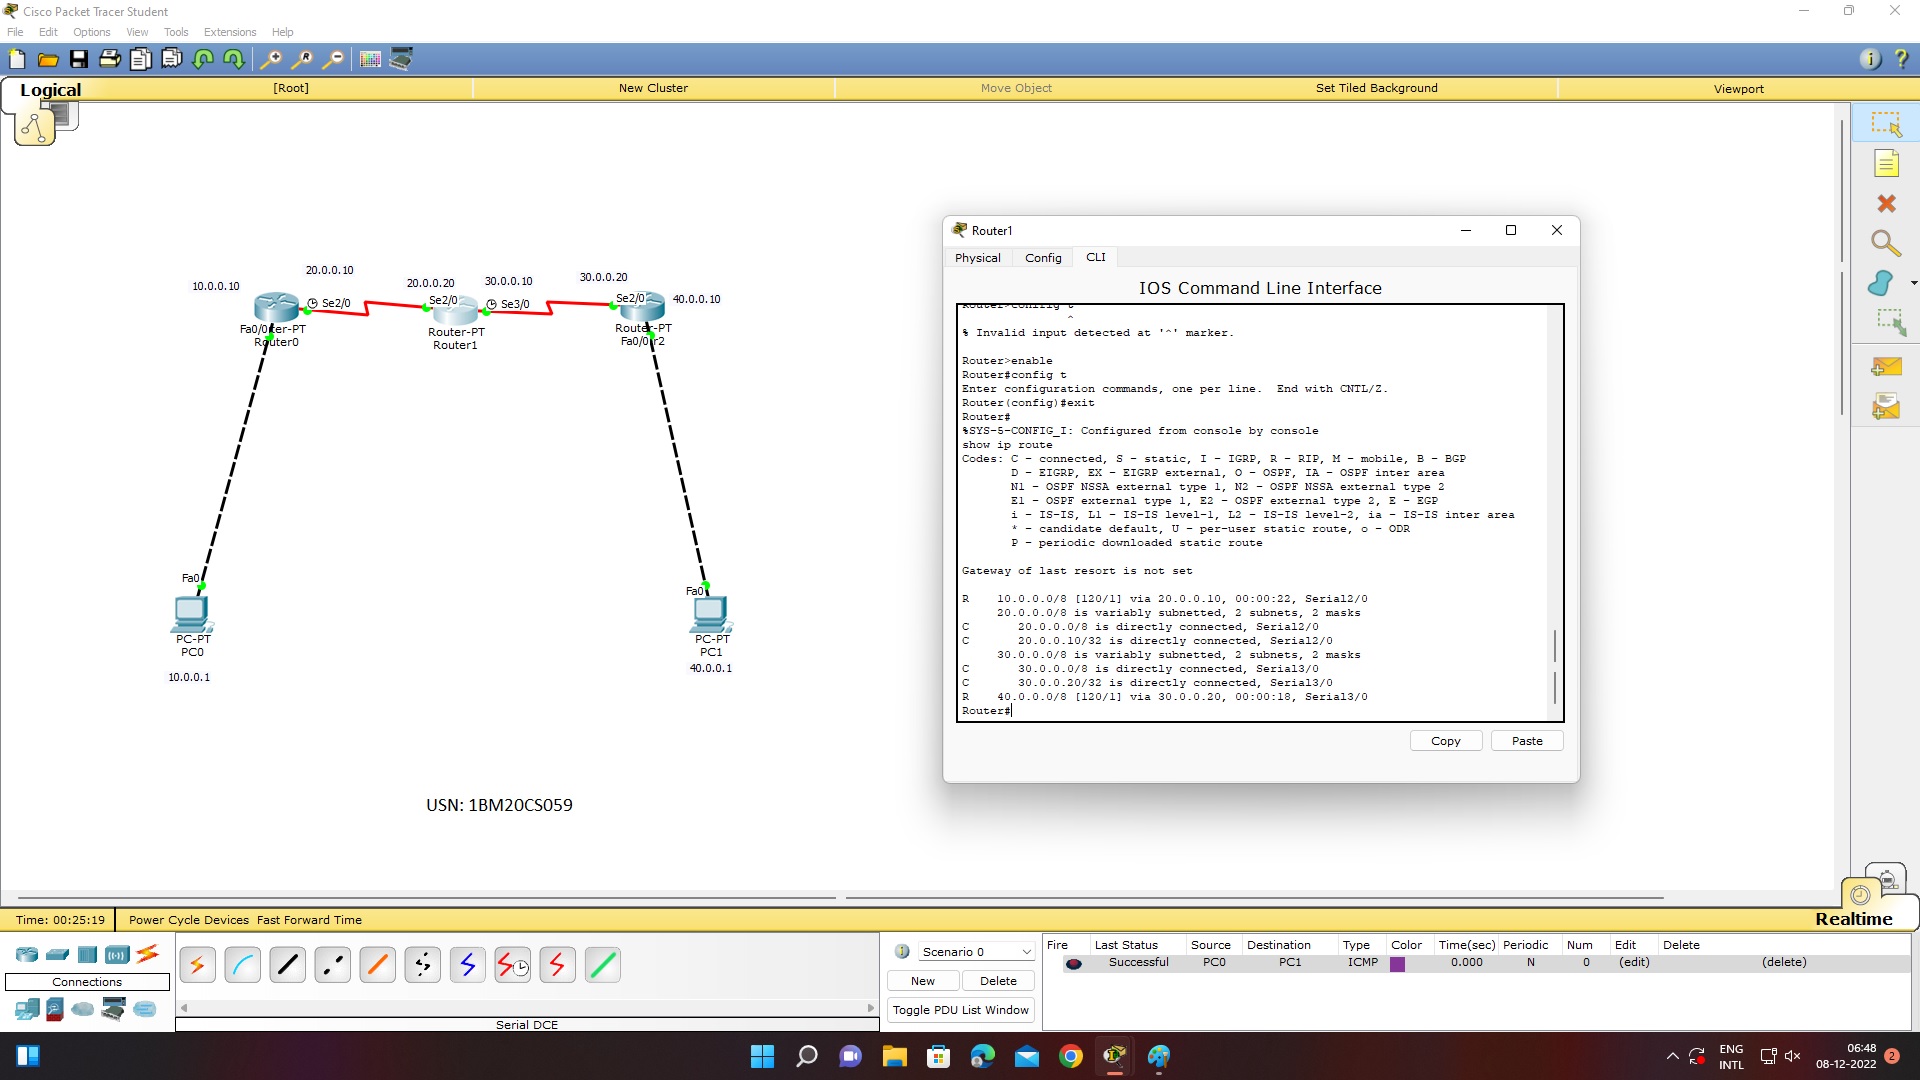 Cisco Packet Tracer Student
File Edit Options View Tools Extensions Help
Logical [Root] New Cluster Move Object Set Tiled Background Viewport
10.0.0.10
20.0.0.10
20.0.0.20
30.0.0.10
30.0.0.20
40.0.0.10
Se2/0
Se2/0
Se3/0
Se2/0
Router0
Router-PT
Router1
Router-PT
Fa0
PC-PT
PC0
10.0.0.1
Fa0
PC-PT
PC1
40.0.0.1
USN: 1BM20CS059
Router1
Physical Config CLI
IOS Command Line Interface
^
% Invalid input detected at '^' marker.
Router>enable
Router#config t
Enter configuration commands, one per line.  End with CNTL/Z.
Router(config)#exit
Router#
%SYS-5-CONFIG_I: Configured from console by console
show ip route
Codes: C - connected, S - static, I - IGRP, R - RIP, M - mobile, B - BGP
D - EIGRP, EX - EIGRP external, O - OSPF, IA - OSPF inter area
N1 - OSPF NSSA external type 1, N2 - OSPF NSSA external type 2
E1 - OSPF external type 1, E2 - OSPF external type 2, E - EGP
i - IS-IS, L1 - IS-IS level-1, L2 - IS-IS level-2, ia - IS-IS inter area
* - candidate default, U - per-user static route, o - ODR
P - periodic downloaded static route
Gateway of last resort is not set
R    10.0.0.0/8 [120/1] via 20.0.0.10, 00:00:22, Serial2/0
20.0.0.0/8 is variably subnetted, 2 subnets, 2 masks
C       20.0.0.0/8 is directly connected, Serial2/0
C       20.0.0.10/32 is directly connected, Serial2/0
30.0.0.0/8 is variably subnetted, 2 subnets, 2 masks
C       30.0.0.0/8 is directly connected, Serial3/0
C       30.0.0.20/32 is directly connected, Serial3/0
R    40.0.0.0/8 [120/1] via 30.0.0.20, 00:00:18, Serial3/0
Router#
Copy Paste
Time: 00:25:19 Power Cycle Devices Fast Forward Time Realtime
Connections
Serial DCE
Scenario 0
New Delete
Toggle PDU List Window
Fire Last Status Source Destination Type Color Time(sec) Periodic Num Edit Delete
Successful PC0 PC1 ICMP 0.000 N 0 (edit) (delete)
ENG
INTL
06:48
08-12-2022
2